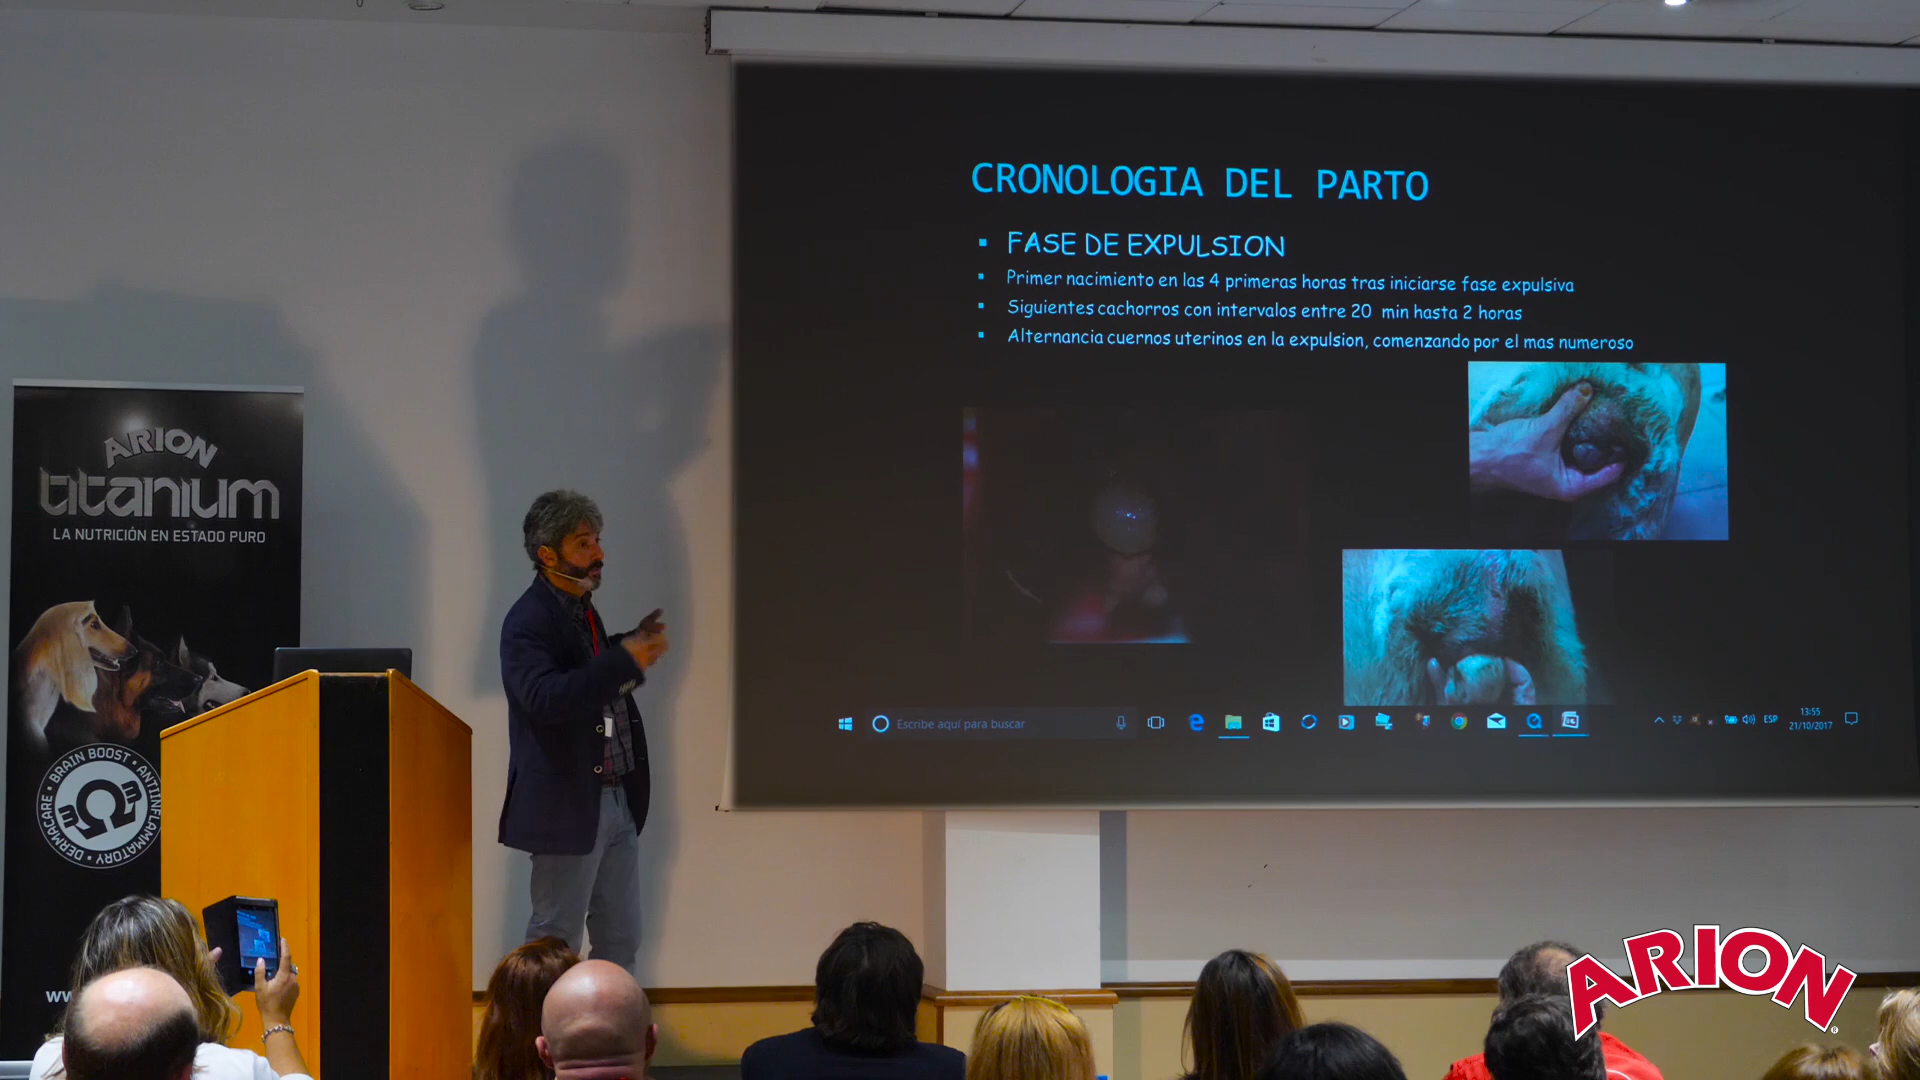 CRONOLOGIA DEL PARTO
FASE DE EXPULSION
Primer nacimiento en las 4 primeras horas tras iniciarse fase expulsiva
Siguientes cachorros con intervalos entre 20 min hasta 2 horas
Alternancia cuernos uterinos en la expulsion, comenzando por el mas numeroso
Escribe aquí para buscar
ESP
13:55
21/10/2017
ARION
titanium
LA NUTRICIÓN EN ESTADO PURO
BRAIN BOOST • ANTIINFLAMMATORY • DERMACARE •
3Ω3
ARION
®